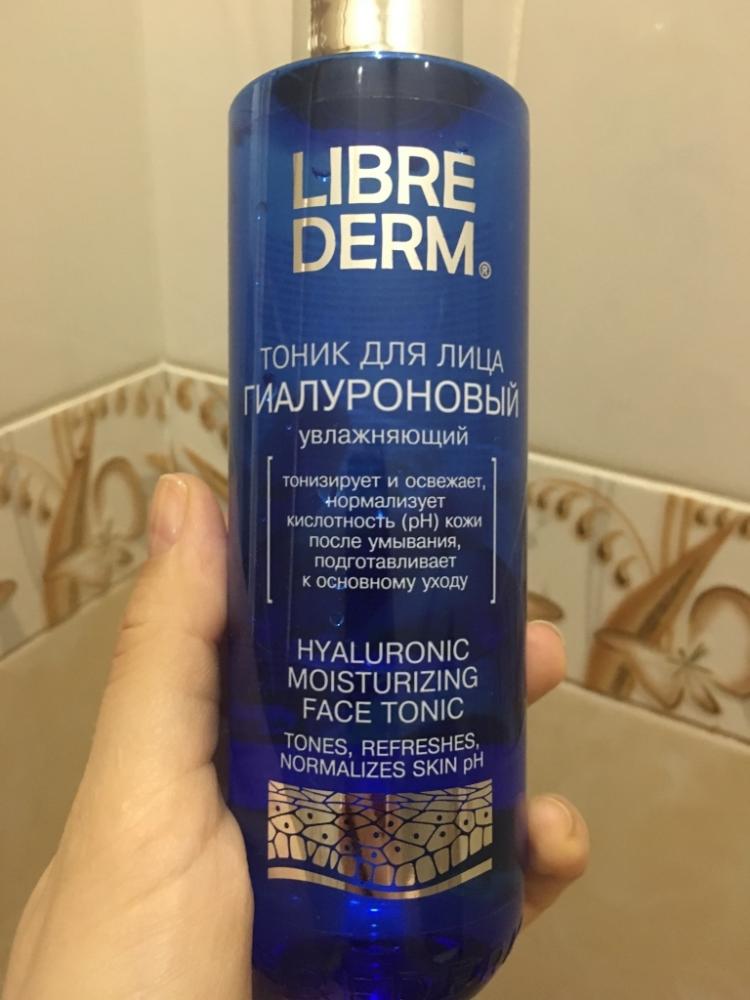 LIBRE
DERM®
ТОНИК ДЛЯ ЛИЦА
ГИАЛУРОНОВЫЙ
увлажняющий
тонизирует и освежает,
нормализует
кислотность (pH) кожи
после умывания,
подготавливает
к основному уходу
HYALURONIC
MOISTURIZING
FACE TONIC
TONES, REFRESHES,
NORMALIZES SKIN pH